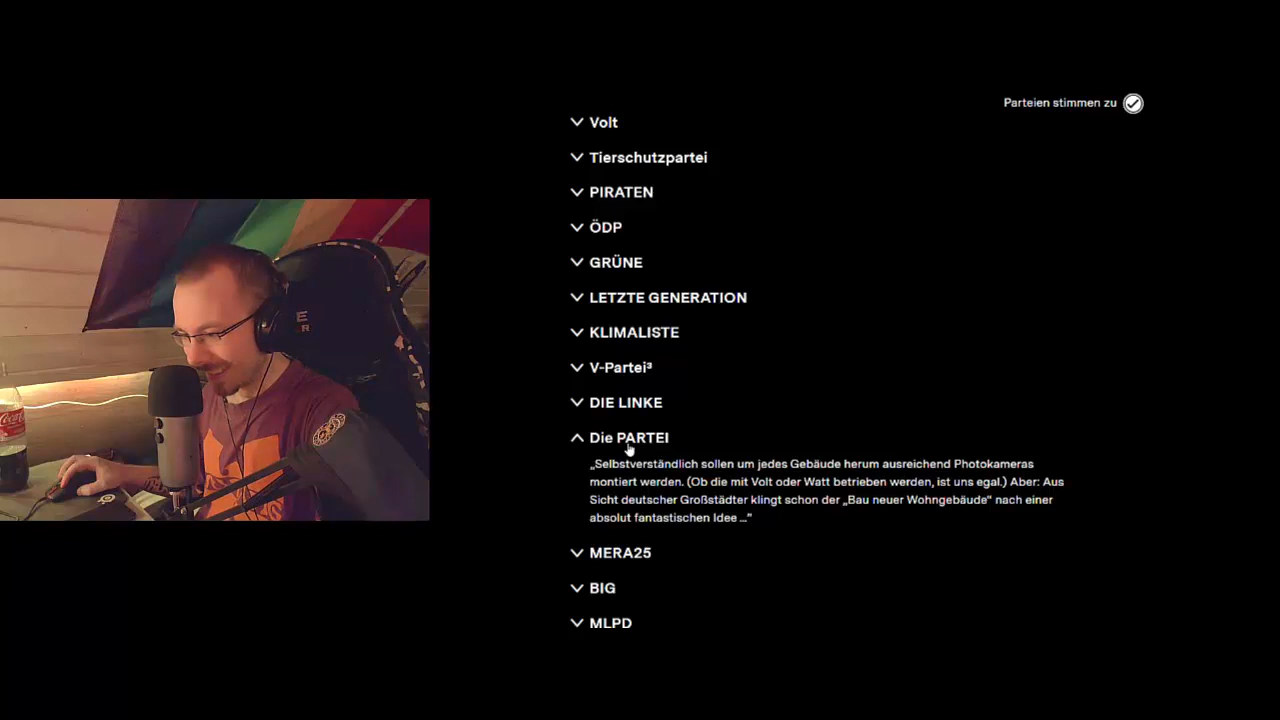 Parteien stimmen zu
Volt
Tierschutzpartei
PIRATEN
ÖDP
GRÜNE
LETZTE GENERATION
KLIMALISTE
V-Partei³
DIE LINKE
Die PARTEI
„Selbstverständlich sollen um jedes Gebäude herum ausreichend Photokameras
montiert werden. (Ob die mit Volt oder Watt betrieben werden, ist uns egal.) Aber: Aus
Sicht deutscher Großstädter klingt schon der „Bau neuer Wohngebäude“ nach einer
absolut fantastischen Idee ...“
MERA25
BIG
MLPD
Coca